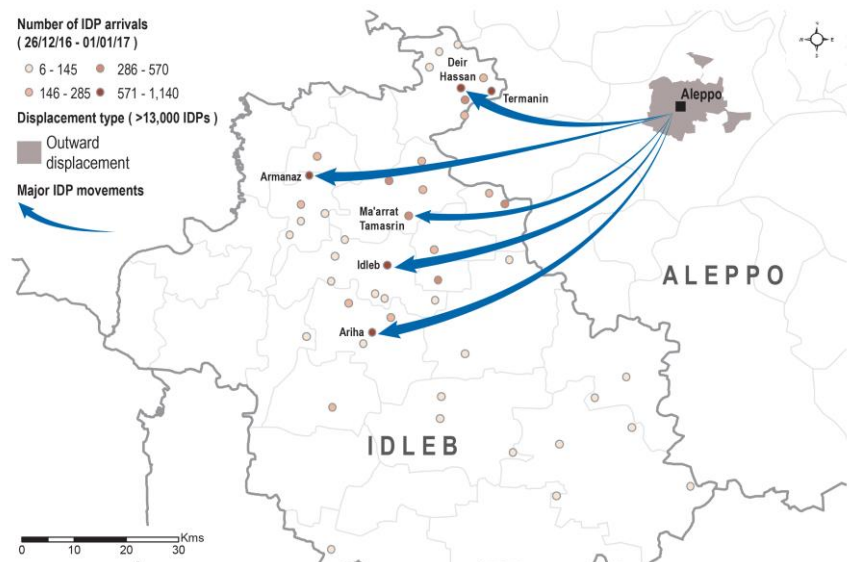 Number of IDP arrivals
( 26/12/16 - 01/01/17 )
6 - 145
286 - 570
146 - 285
571 - 1,140
Displacement type ( >13,000 IDPs )
Outward
displacement
Major IDP movements
Deir
Hassan
Termanin
Aleppo
Armanaz
Ma'arrat
Tamasrin
Idleb
Ariha
ALEPPO
IDLEB
Kms
0 10 20 30